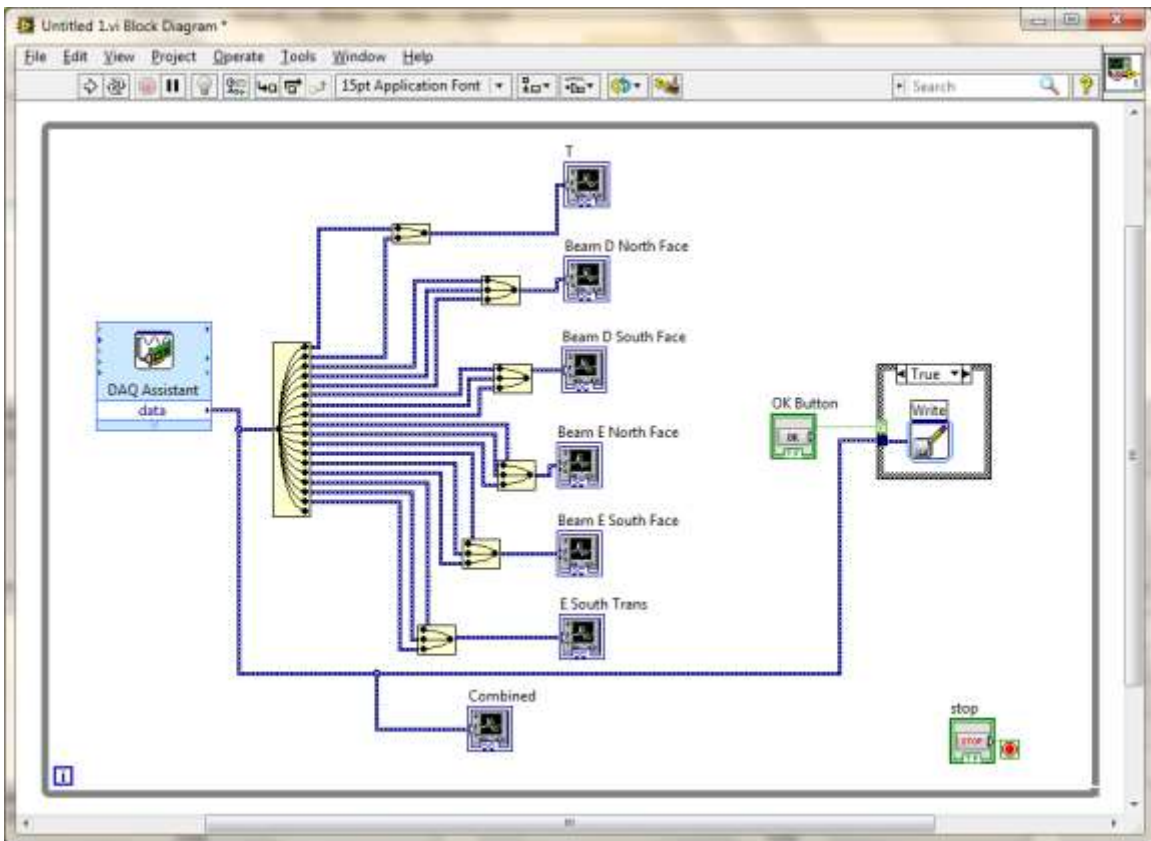 Untitled 1.vi Block Diagram *
File Edit View Project Operate Tools Window Help
15pt Application Font
Search
T
Beam D North Face
Beam D South Face
DAQ Assistant
data
True
OK Button
Write
OK
Beam E North Face
Beam E South Face
E South Trans
Combined
stop
STOP
i